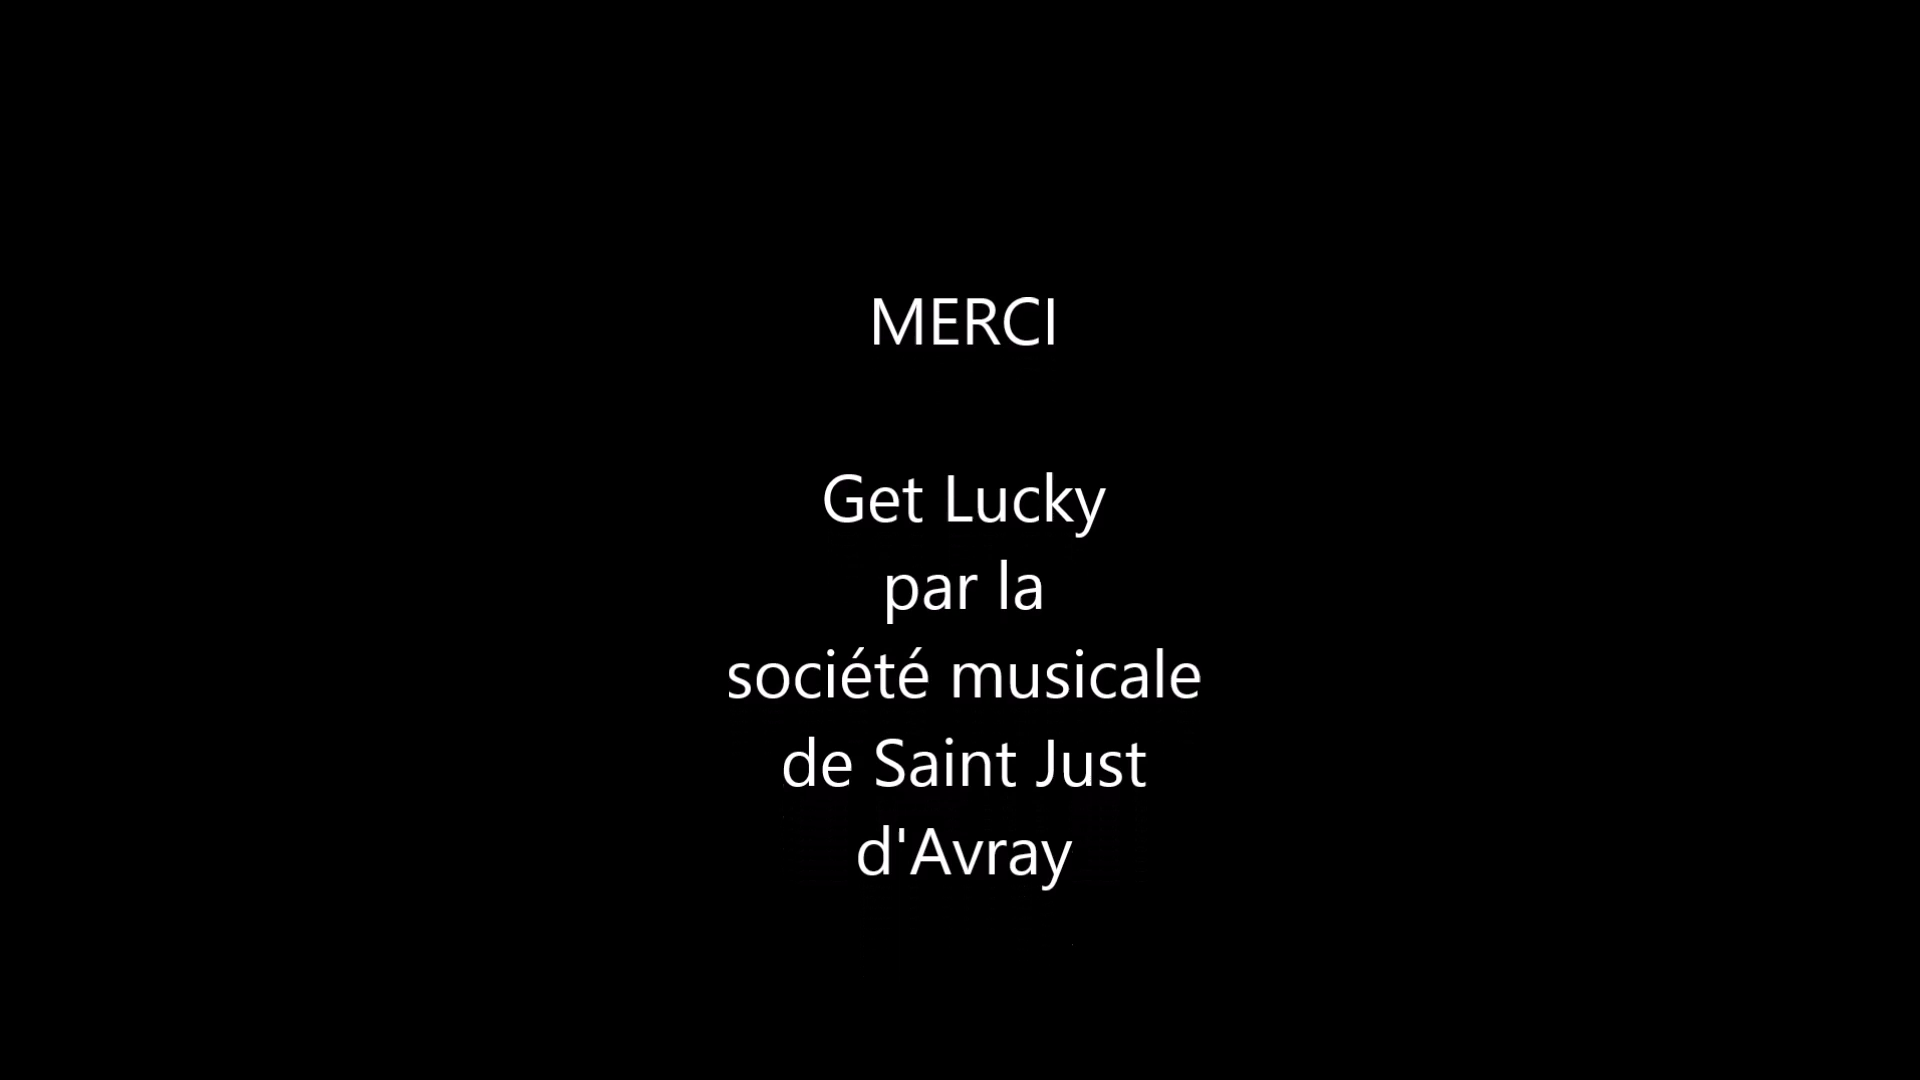 MERCI
Get Lucky
par la
société musicale
de Saint Just
d'Avray